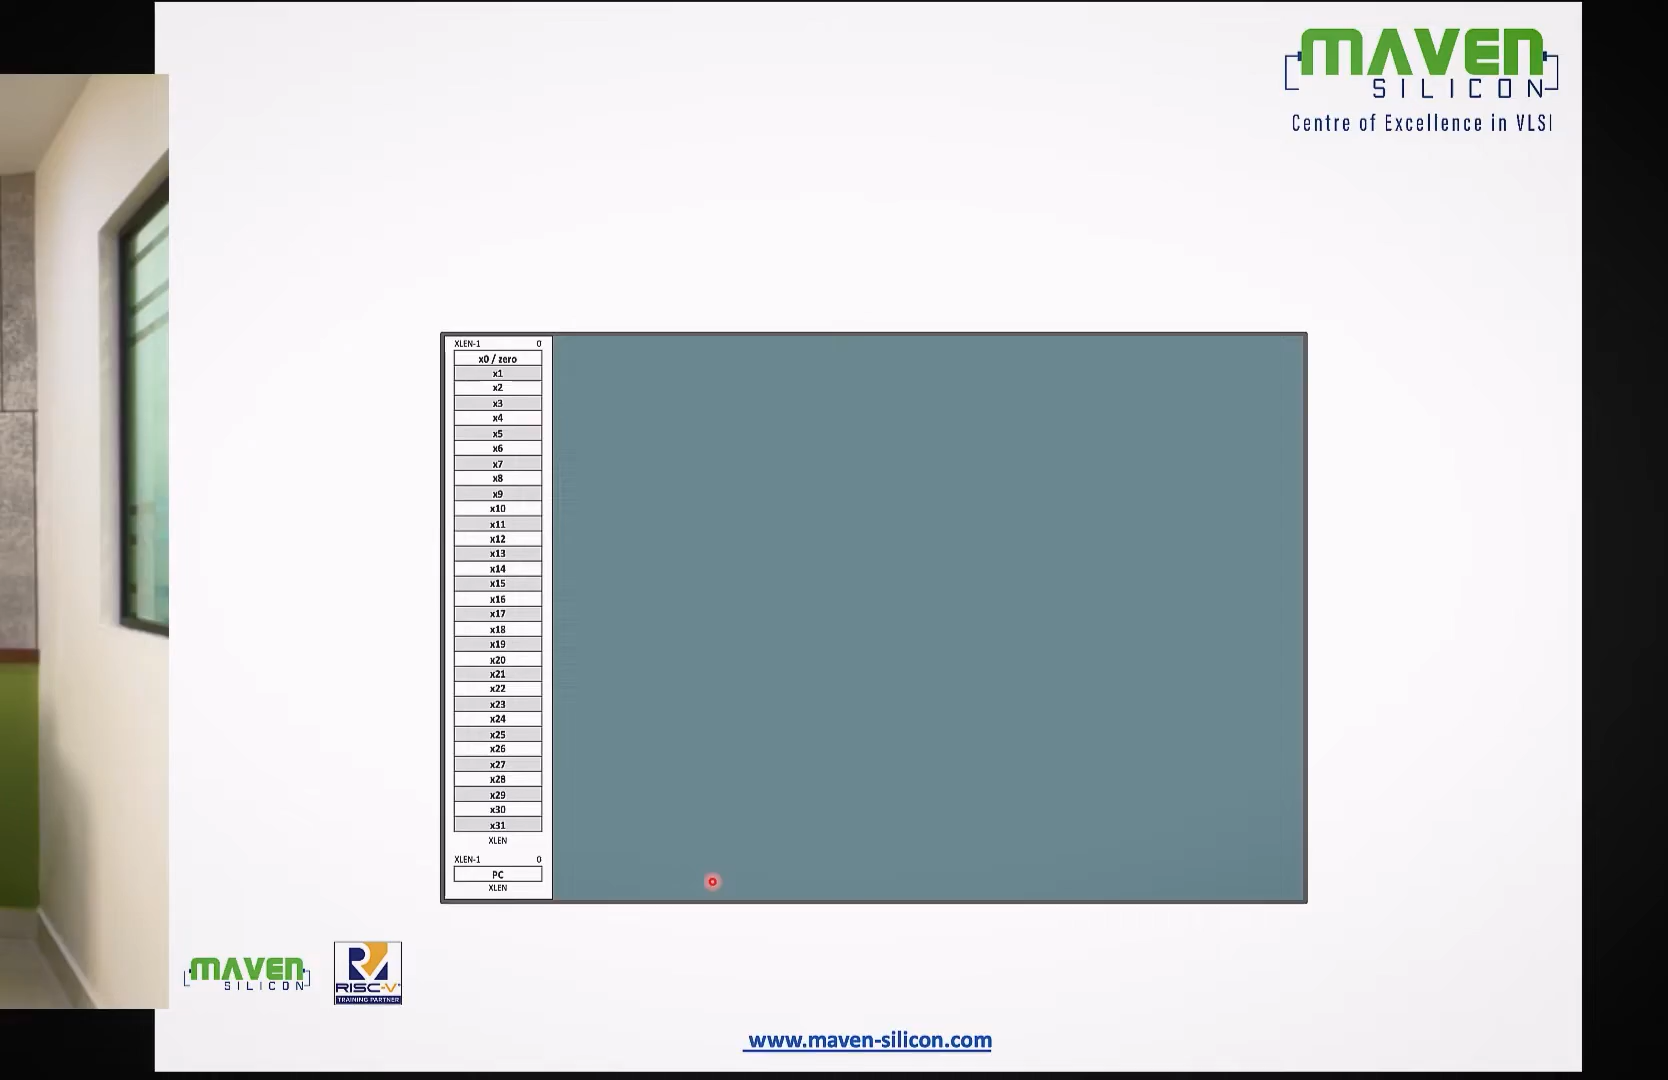 MAVEN
SILICON
Centre of Excellence in VLSI
XLEN-1 0
x0 / zero
x1
x2
x3
x4
x5
x6
x7
x8
x9
x10
x11
x12
x13
x14
x15
x16
x17
x18
x19
x20
x21
x22
x23
x24
x25
x26
x27
x28
x29
x30
x31
XLEN
XLEN-1 0
PC
XLEN
MAVEN
SILICON
RISC-V
TRAINING PARTNER
www.maven-silicon.com